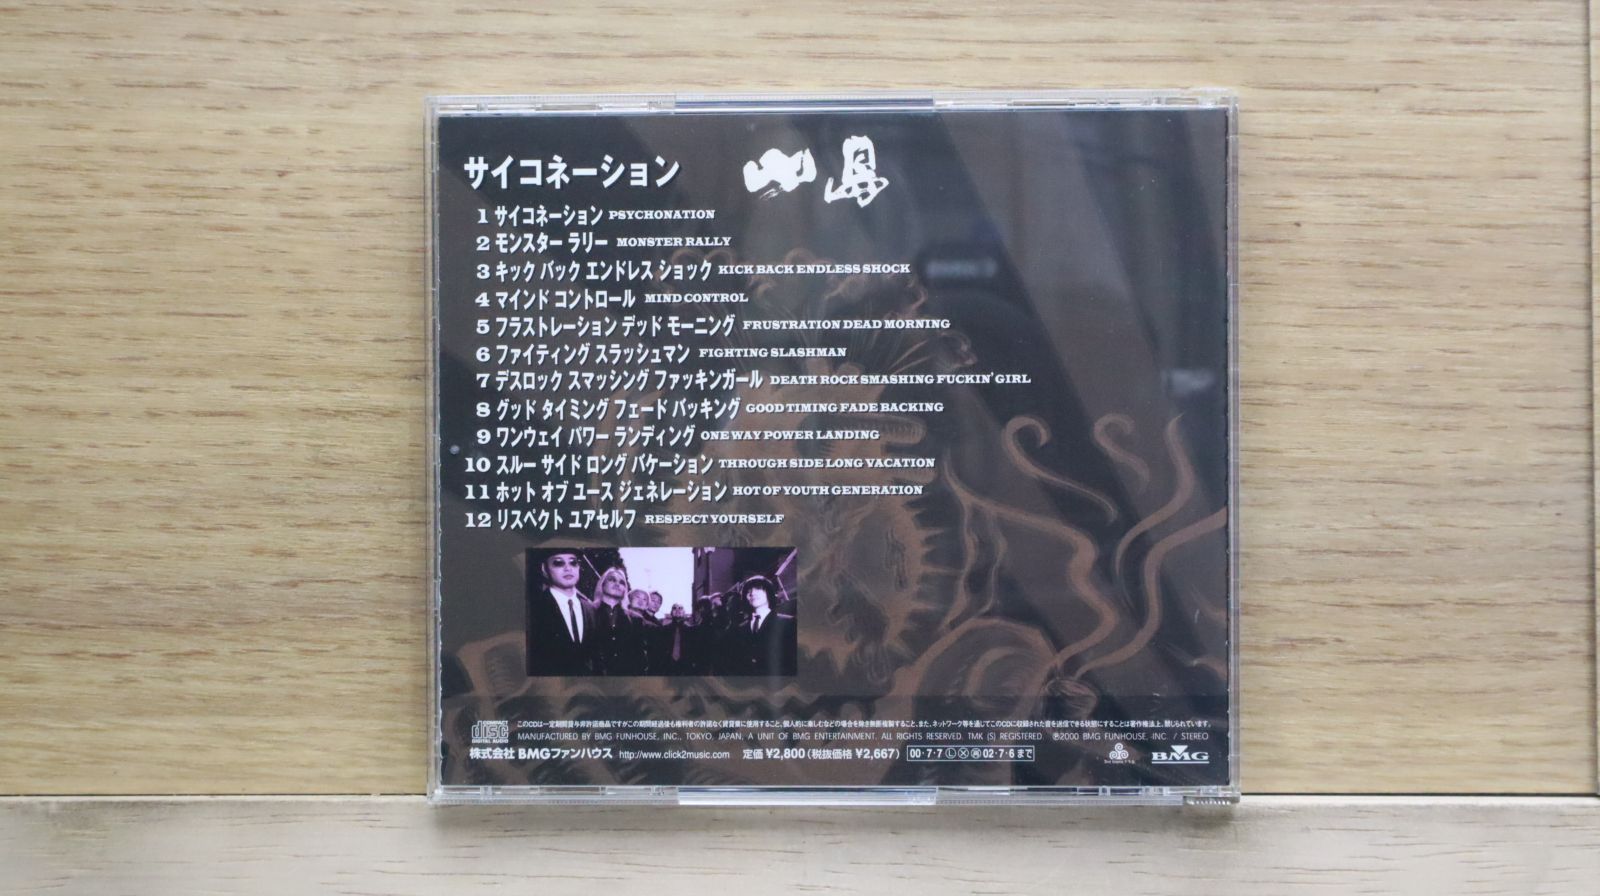 サイコネーション
1 サイコネーション PSYCHONATION
2 モンスター ラリー MONSTER RALLY
3 キック バック エンドレス ショック KICK BACK ENDLESS SHOCK
4 マインド コントロール MIND CONTROL
5 フラストレーション デッド モーニング FRUSTRATION DEAD MORNING
6 ファイティング スラッシュマン FIGHTING SLASHMAN
7 デスロック スマッシング ファッキンガール DEATH ROCK SMASHING FUCKIN' GIRL
8 グッド タイミング フェード バッキング GOOD TIMING FADE BACKING
9 ワンウェイ パワー ランディング ONE WAY POWER LANDING
10 スルー サイド ロング バケーション THROUGH SIDE LONG VACATION
11 ホット オブ ユース ジェネレーション HOT OF YOUTH GENERATION
12 リスペクト ユアセルフ RESPECT YOURSELF
COMPACT disc DIGITAL AUDIO
MANUFACTURED BY BMG FUNHOUSE, INC., TOKYO, JAPAN, A UNIT OF BMG ENTERTAINMENT. ALL RIGHTS RESERVED. TMK (S) REGISTERED. ℗2000 BMG FUNHOUSE, INC. / STEREO
株式会社 BMGファンハウス http://www.click2music.com 定価 ¥2,800(税抜価格 ¥2,667) 00・7・7 Ⓛ Ⓧ 02・7・6まで
BMG